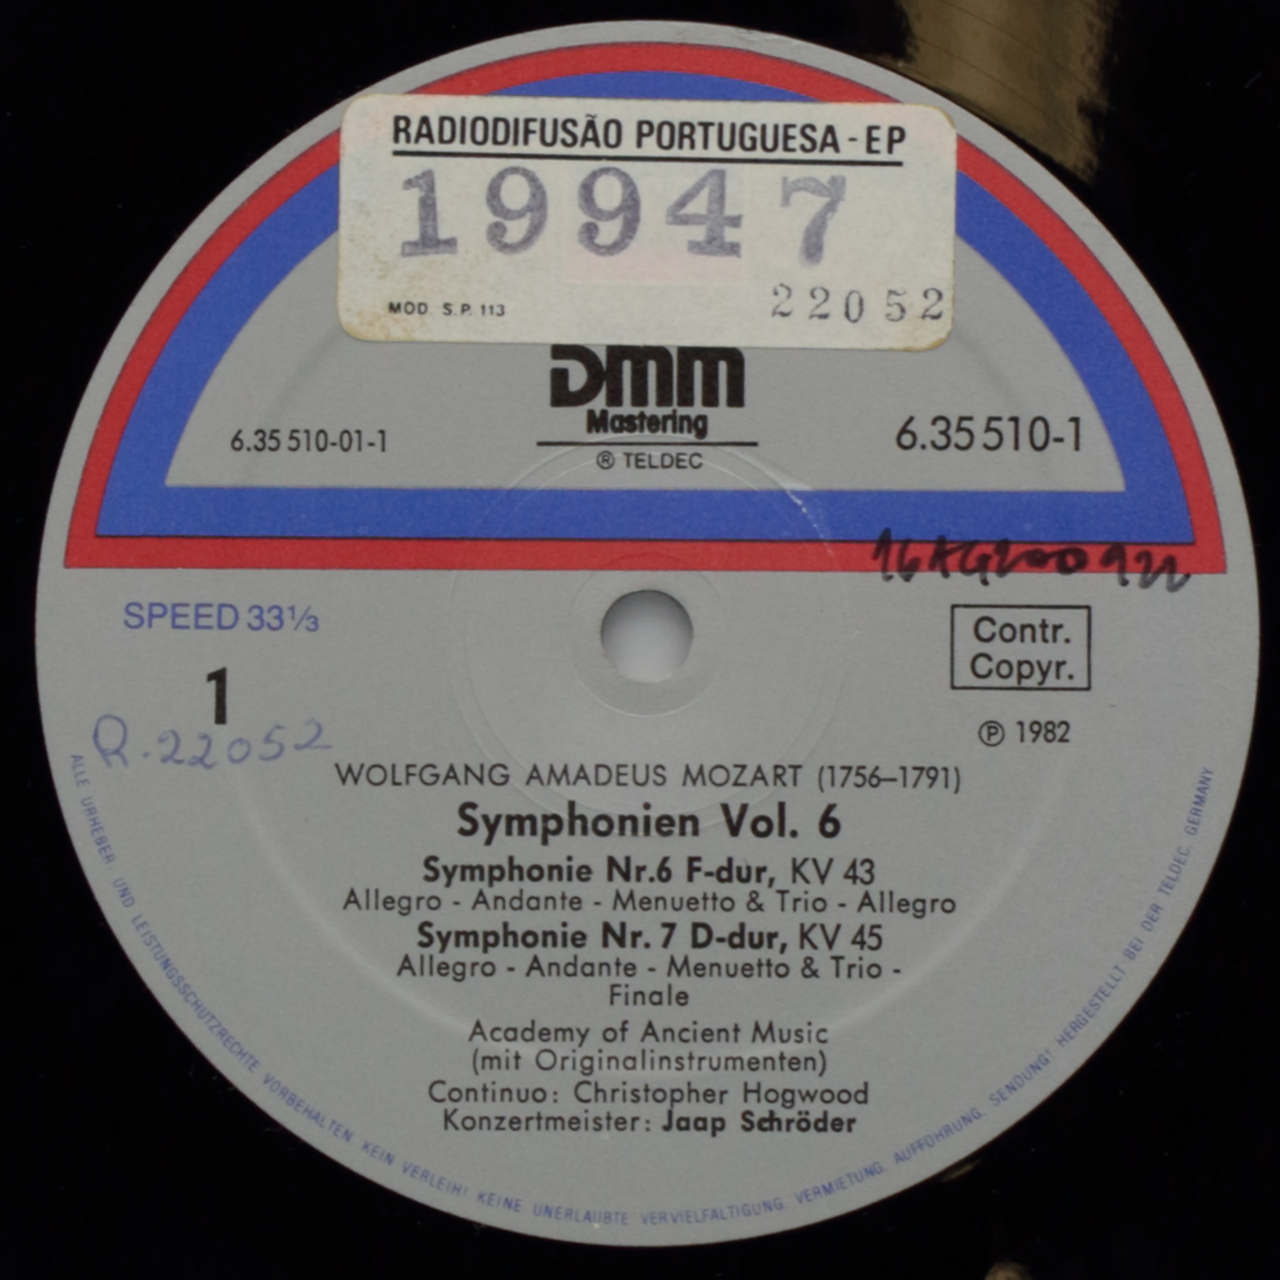 RADIODIFUSÃO PORTUGUESA - EP
19947
MOD. S.P. 113
22052
DMM
Mastering
® TELDEC
6.35 510-01-1
6.35 510-1
SPEED 33⅓
1
R.22052
Contr.
Copyr.
℗ 1982
WOLFGANG AMADEUS MOZART (1756–1791)
Symphonien Vol. 6
Symphonie Nr.6 F-dur, KV 43
Allegro - Andante - Menuetto & Trio - Allegro
Symphonie Nr. 7 D-dur, KV 45
Allegro - Andante - Menuetto & Trio -
Finale
Academy of Ancient Music
(mit Originalinstrumenten)
Continuo: Christopher Hogwood
Konzertmeister: Jaap Schröder
ALLE URHEBER- UND LEISTUNGSSCHUTZRECHTE VORBEHALTEN. KEIN VERLEIH! KEINE UNERLAUBTE VERVIELFÄLTIGUNG, VERMIETUNG, AUFFÜHRUNG, SENDUNG! HERGESTELLT BEI DER TELDEC, GERMANY